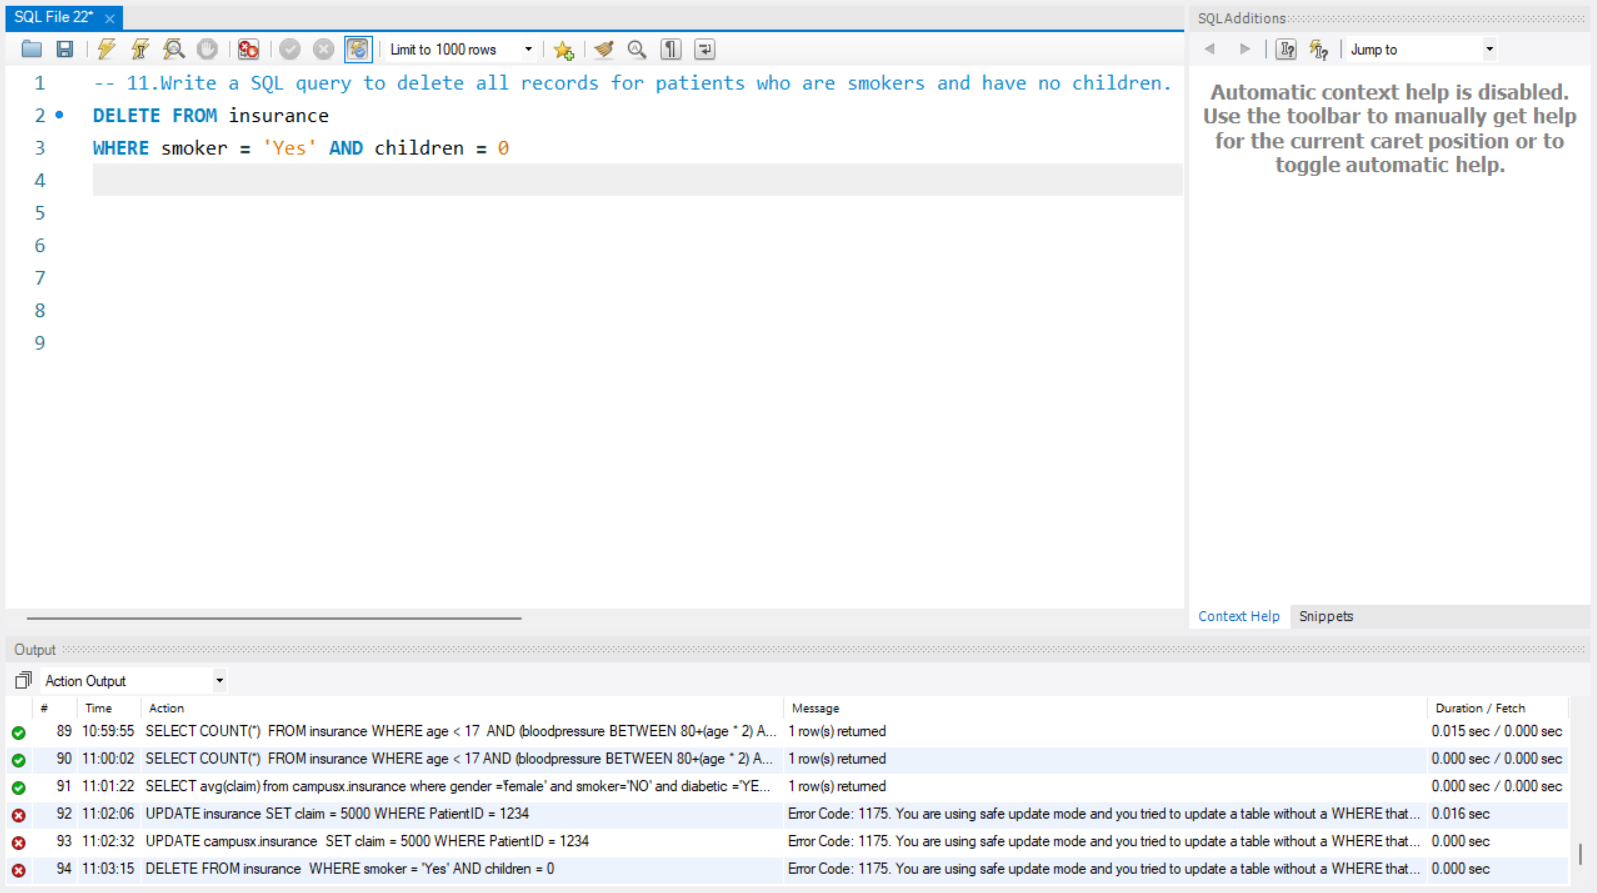 SQL File 22*
Limit to 1000 rows
1 -- 11.Write a SQL query to delete all records for patients who are smokers and have no children.
2 DELETE FROM insurance
3 WHERE smoker = 'Yes' AND children = 0
4
5
6
7
8
9
SQLAdditions
Jump to
Automatic context help is disabled.
Use the toolbar to manually get help
for the current caret position or to
toggle automatic help.
Context Help Snippets
Output
Action Output
# Time Action Message Duration / Fetch
89 10:59:55 SELECT COUNT(*) FROM insurance WHERE age < 17 AND (bloodpressure BETWEEN 80+(age * 2) A... 1 row(s) returned 0.015 sec / 0.000 sec
90 11:00:02 SELECT COUNT(*) FROM insurance WHERE age < 17 AND (bloodpressure BETWEEN 80+(age * 2) A... 1 row(s) returned 0.000 sec / 0.000 sec
91 11:01:22 SELECT avg(claim) from campusx.insurance where gender ='female' and smoker='NO' and diabetic ='YE... 1 row(s) returned 0.000 sec / 0.000 sec
92 11:02:06 UPDATE insurance SET claim = 5000 WHERE PatientID = 1234 Error Code: 1175. You are using safe update mode and you tried to update a table without a WHERE that... 0.016 sec
93 11:02:32 UPDATE campusx.insurance SET claim = 5000 WHERE PatientID = 1234 Error Code: 1175. You are using safe update mode and you tried to update a table without a WHERE that... 0.000 sec
94 11:03:15 DELETE FROM insurance WHERE smoker = 'Yes' AND children = 0 Error Code: 1175. You are using safe update mode and you tried to update a table without a WHERE that... 0.000 sec